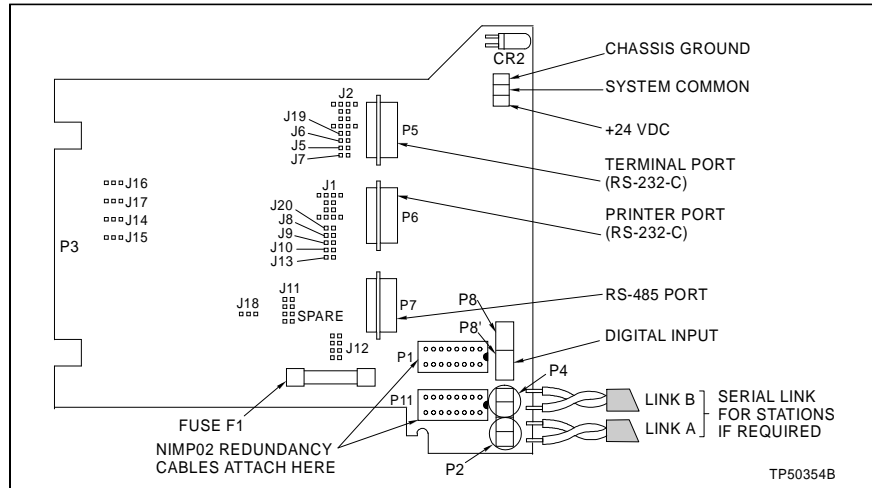 CR2
CHASSIS GROUND
SYSTEM COMMON
+24 VDC
J2
J19
J6
J5
J7
P5
TERMINAL PORT
(RS-232-C)
J16
J17
J14
J15
P3
J1
J20
J8
J9
J10
J13
P6
PRINTER PORT
(RS-232-C)
J11
J18
SPARE
P7
RS-485 PORT
P8
P8'
DIGITAL INPUT
J12
P1
P4
P11
LINK B
LINK A
SERIAL LINK
FOR STATIONS
IF REQUIRED
FUSE F1
NIMP02 REDUNDANCY
CABLES ATTACH HERE
P2
TP50354B